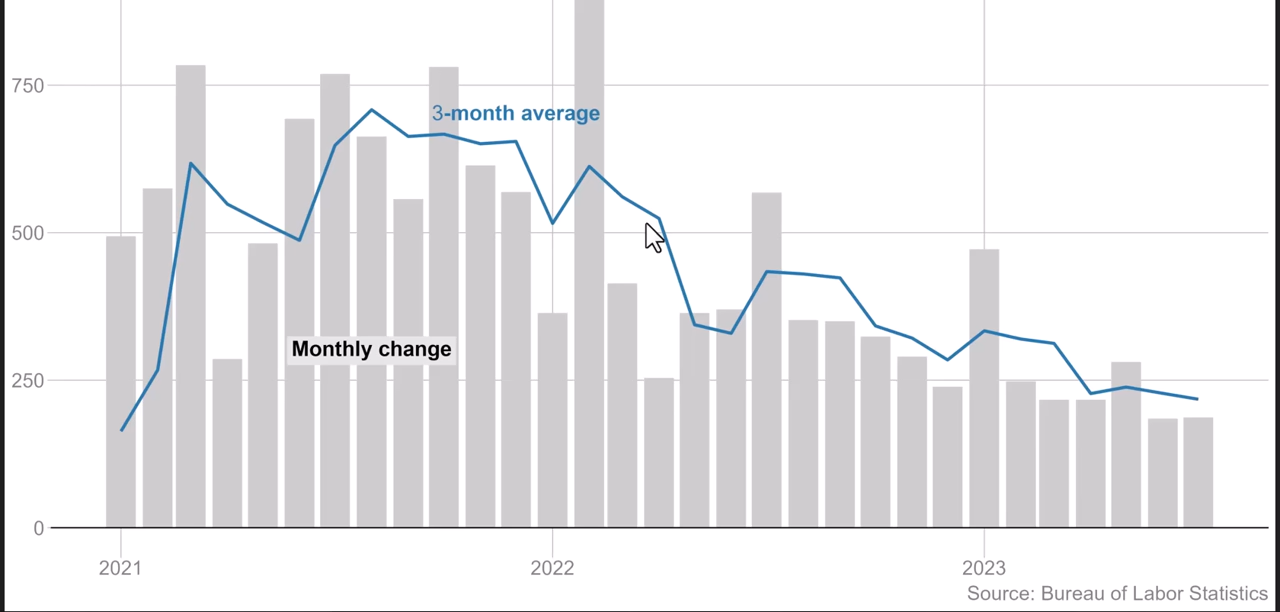 750
3-month average
500
Monthly change
250
0
2021 2022 2023
Source: Bureau of Labor Statistics